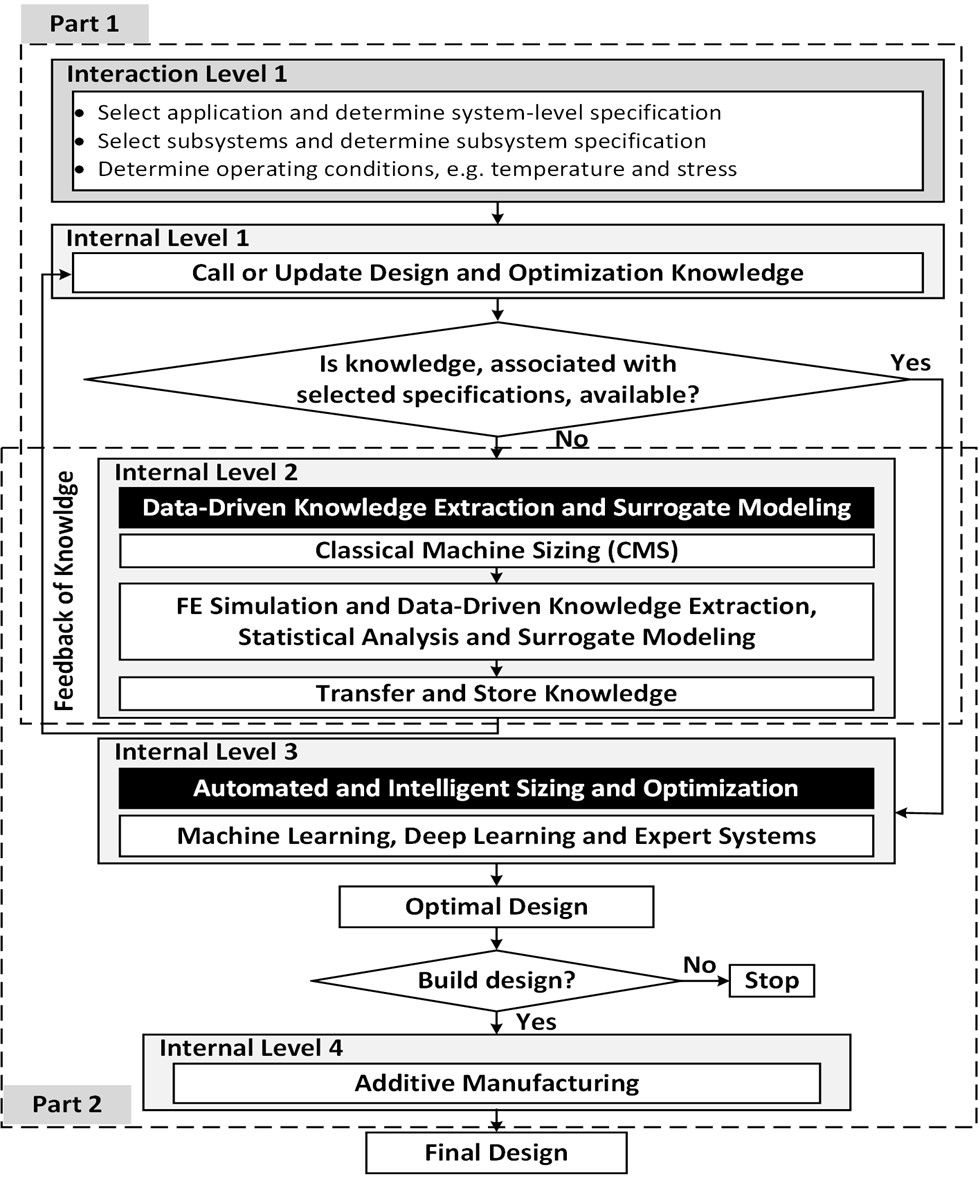 Part 1
Interaction Level 1
• Select application and determine system-level specification
• Select subsystems and determine subsystem specification
• Determine operating conditions, e.g. temperature and stress
Internal Level 1
Call or Update Design and Optimization Knowledge
Is knowledge, associated with
selected specifications, available?
Yes
No
Feedback of Knowldge
Internal Level 2
Data-Driven Knowledge Extraction and Surrogate Modeling
Classical Machine Sizing (CMS)
FE Simulation and Data-Driven Knowledge Extraction,
Statistical Analysis and Surrogate Modeling
Transfer and Store Knowledge
Internal Level 3
Automated and Intelligent Sizing and Optimization
Machine Learning, Deep Learning and Expert Systems
Optimal Design
Build design?
No
Stop
Yes
Internal Level 4
Additive Manufacturing
Part 2
Final Design